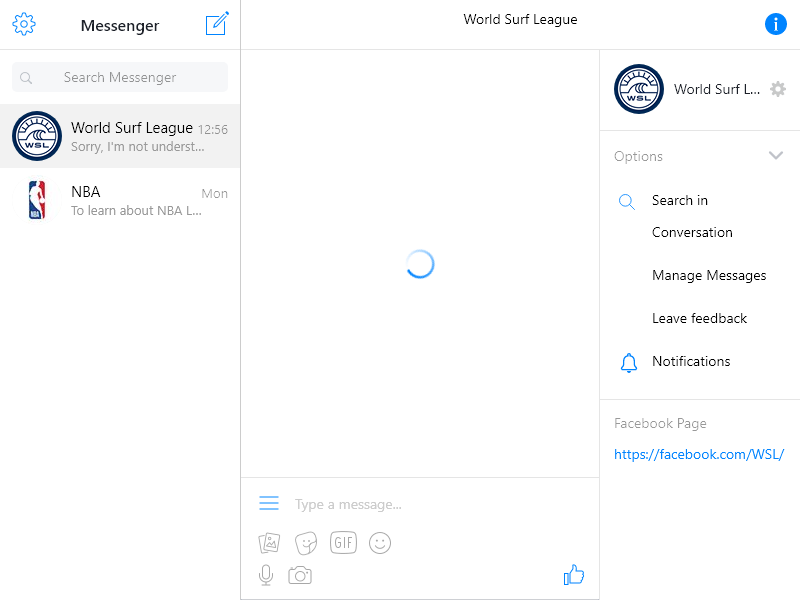 Messenger
World Surf League
Search Messenger
WSL
World Surf League 12:56
Sorry, I'm not underst...
NBA
NBA Mon
To learn about NBA L...
WSL
World Surf L...
Options
Search in
Conversation
Manage Messages
Leave feedback
Notifications
Facebook Page
https://facebook.com/WSL/
Type a message...
GIF